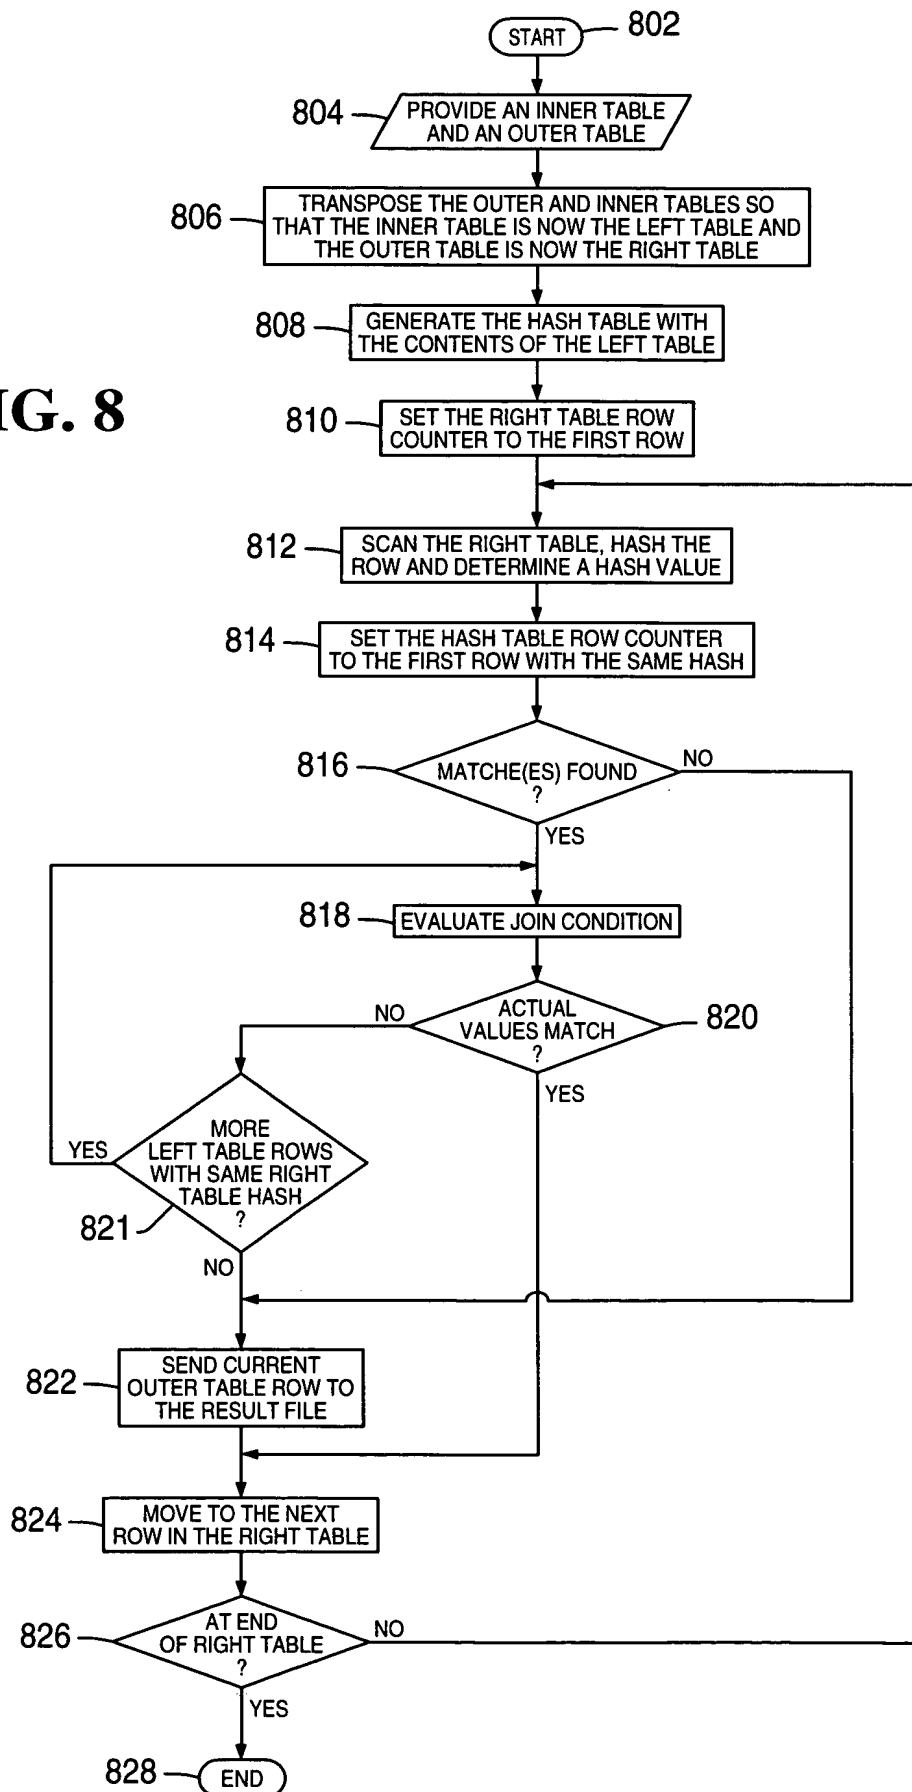 START
802
804
PROVIDE AN INNER TABLE
AND AN OUTER TABLE
806
TRANSPOSE THE OUTER AND INNER TABLES SO
THAT THE INNER TABLE IS NOW THE LEFT TABLE AND
THE OUTER TABLE IS NOW THE RIGHT TABLE
808
GENERATE THE HASH TABLE WITH
THE CONTENTS OF THE LEFT TABLE
IG. 8
810
SET THE RIGHT TABLE ROW
COUNTER TO THE FIRST ROW
812
SCAN THE RIGHT TABLE, HASH THE
ROW AND DETERMINE A HASH VALUE
814
SET THE HASH TABLE ROW COUNTER
TO THE FIRST ROW WITH THE SAME HASH
816
MATCHE(ES) FOUND
?
NO
YES
818
EVALUATE JOIN CONDITION
NO
ACTUAL
VALUES MATCH
?
820
YES
YES
MORE
LEFT TABLE ROWS
WITH SAME RIGHT
TABLE HASH
?
821
NO
822
SEND CURRENT
OUTER TABLE ROW TO
THE RESULT FILE
824
MOVE TO THE NEXT
ROW IN THE RIGHT TABLE
826
AT END
OF RIGHT TABLE
?
NO
YES
828
END